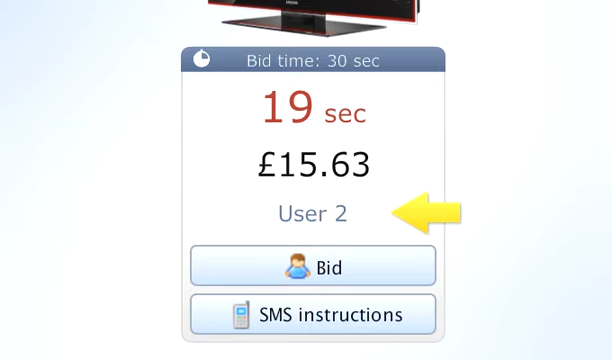 Bid time: 30 sec
19 sec
£15.63
User 2
Bid
SMS instructions